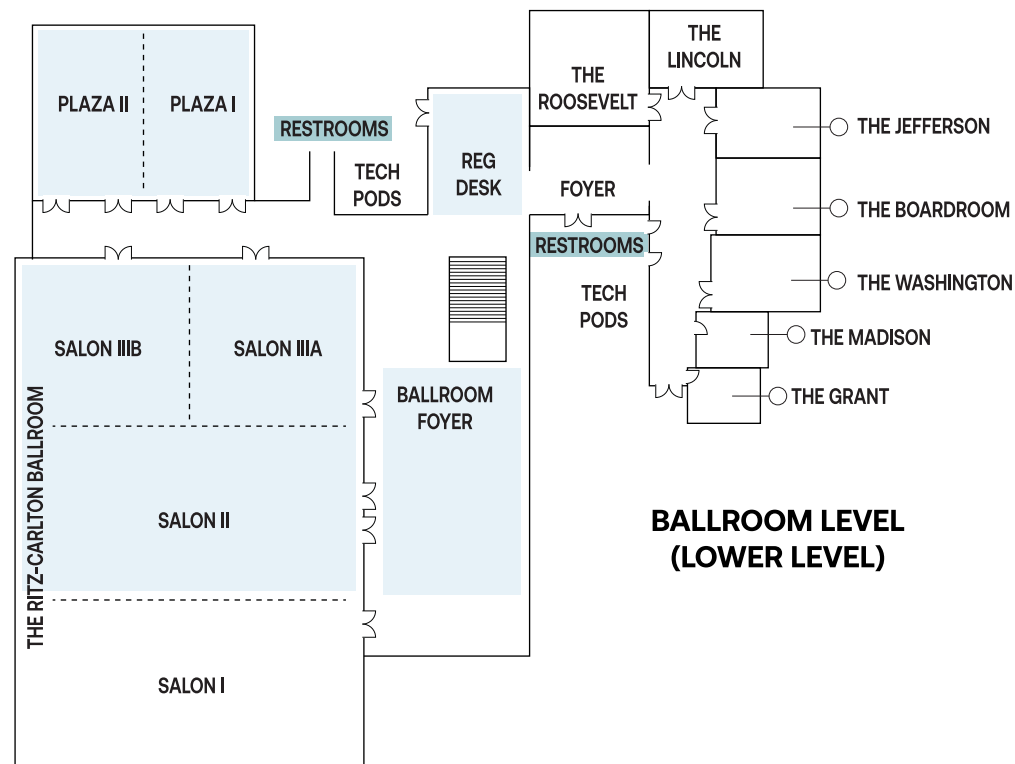 THE
LINCOLN
THE
ROOSEVELT
PLAZA II
PLAZA I
RESTROOMS
THE JEFFERSON
TECH
PODS
REG
DESK
FOYER
THE BOARDROOM
RESTROOMS
THE WASHINGTON
TECH
PODS
THE MADISON
SALON IIIB
SALON IIIA
BALLROOM
FOYER
THE GRANT
THE RITZ-CARLTON BALLROOM
SALON II
BALLROOM LEVEL
(LOWER LEVEL)
SALON I